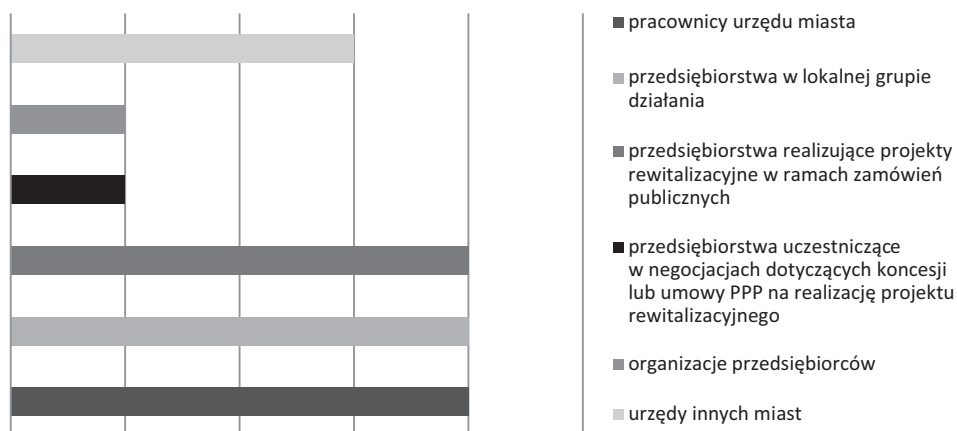 pracownicy urzędu miasta
przedsiębiorstwa w lokalnej grupie
działania
przedsiębiorstwa realizujące projekty
rewitalizacyjne w ramach zamówień
publicznych
przedsiębiorstwa uczestniczące
w negocjacjach dotyczących koncesji
lub umowy PPP na realizację projektu
rewitalizacyjnego
organizacje przedsiębiorców
urzędy innych miast